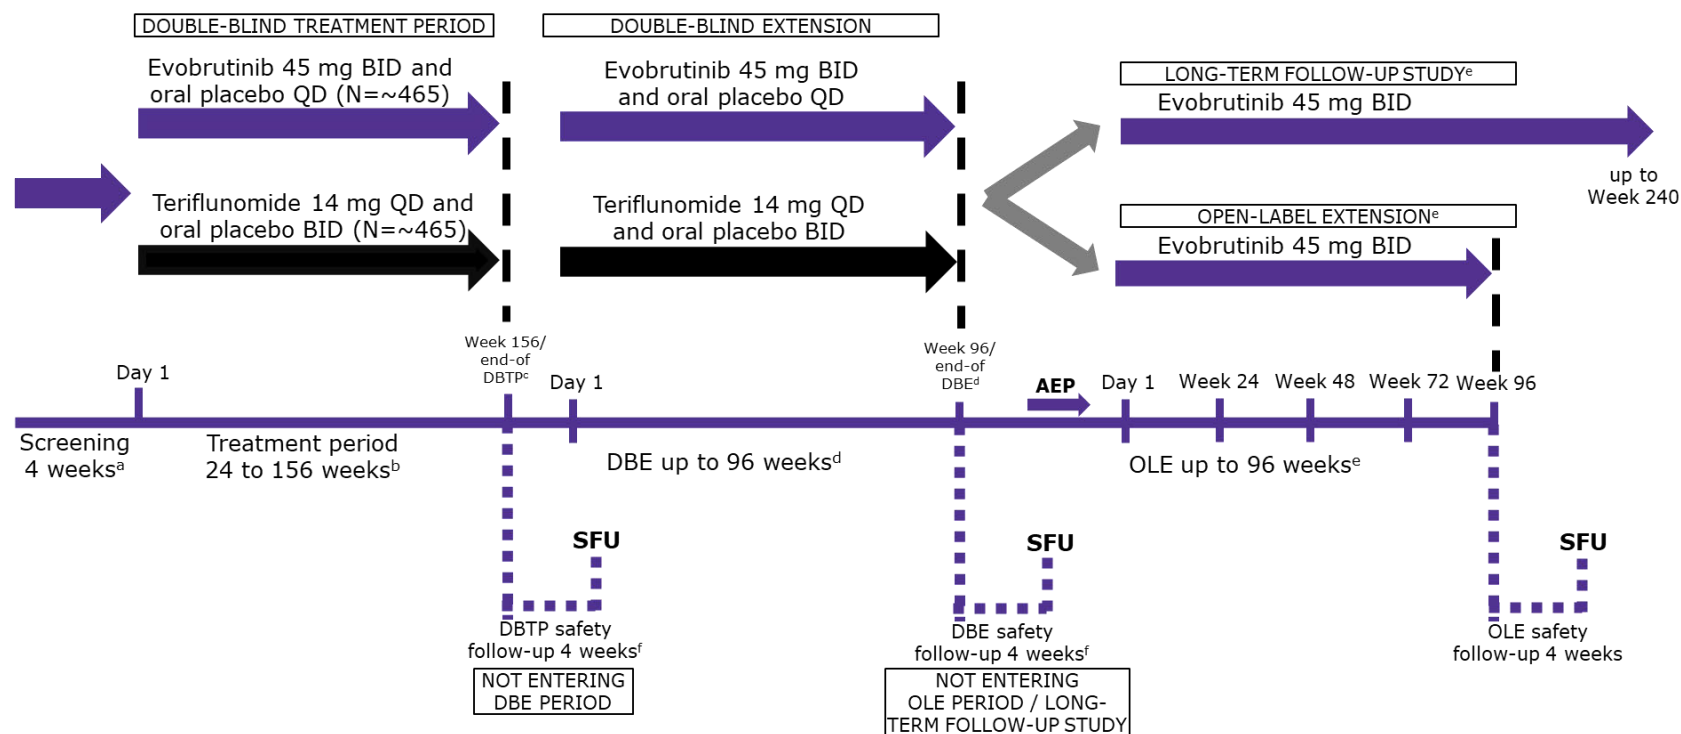 DOUBLE-BLIND TREATMENT PERIOD
Evobrutinib 45 mg BID and
oral placebo QD (N=~465)
Teriflunomide 14 mg QD and
oral placebo BID (N=~465)
DOUBLE-BLIND EXTENSION
Evobrutinib 45 mg BID
and oral placebo QD
Teriflunomide 14 mg QD
and oral placebo BID
LONG-TERM FOLLOW-UP STUDYᵉ
Evobrutinib 45 mg BID
up to
Week 240
OPEN-LABEL EXTENSIONᵉ
Evobrutinib 45 mg BID
Day 1
Week 156/
end-of
DBTPᶜ
Day 1
Week 96/
end-of
DBEᵈ
AEP
Day 1
Week 24
Week 48
Week 72
Week 96
Screening
4 weeksᵃ
Treatment period
24 to 156 weeksᵇ
DBE up to 96 weeksᵈ
OLE up to 96 weeksᵉ
SFU
DBTP safety
follow-up 4 weeksᶠ
NOT ENTERING
DBE PERIOD
SFU
DBE safety
follow-up 4 weeksᶠ
NOT ENTERING
OLE PERIOD / LONG-
TERM FOLLOW-UP STUDY
SFU
OLE safety
follow-up 4 weeks